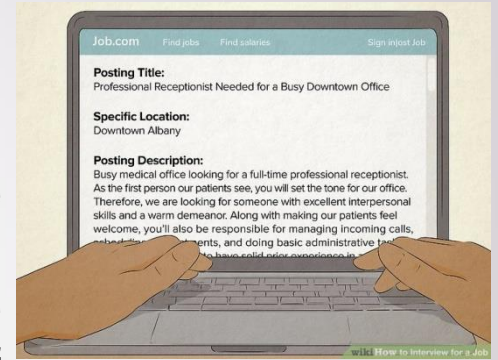 Job.com Find jobs Find salaries Sign in Post Job
Posting Title:
Professional Receptionist Needed for a Busy Downtown Office
Specific Location:
Downtown Albany
Posting Description:
Busy medical office looking for a full-time professional receptionist.
As the first person our patients see, you will set the tone for our office.
Therefore, we are looking for someone with excellent interpersonal
skills and a warm demeanor. Along with making our patients feel
welcome, you'll also be responsible for managing incoming calls,
and doing basic administrative
to have solid prior experience in
wikiHow to Interview for a Job